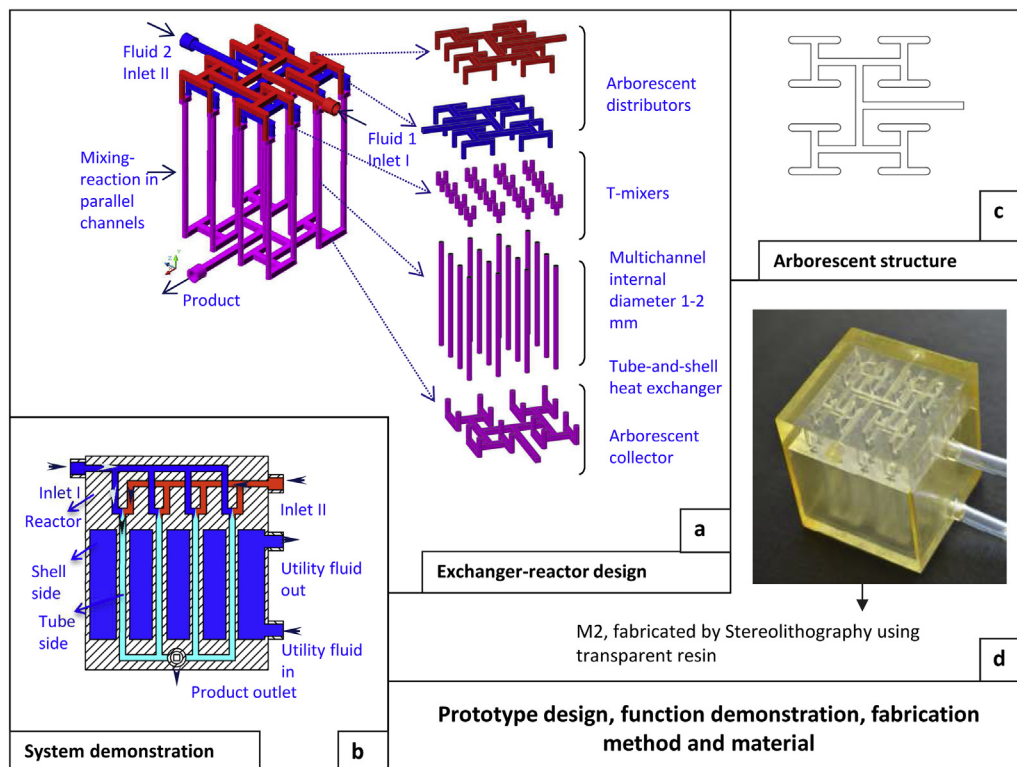 a
Fluid 2
Inlet II
Fluid 1
Inlet I
Mixing-
reaction in
parallel
channels
Product
Arborescent
distributors
T-mixers
Multichannel
internal
diameter 1-2
mm
Tube-and-shell
heat exchanger
Arborescent
collector
Exchanger-reactor design
c
Arborescent structure
Inlet I
Reactor
Shell
side
Tube
side
Inlet II
Utility fluid
out
Utility fluid
in
Product outlet
System demonstration
b
M2, fabricated by Stereolithography using
transparent resin
d
Prototype design, function demonstration, fabrication
method and material